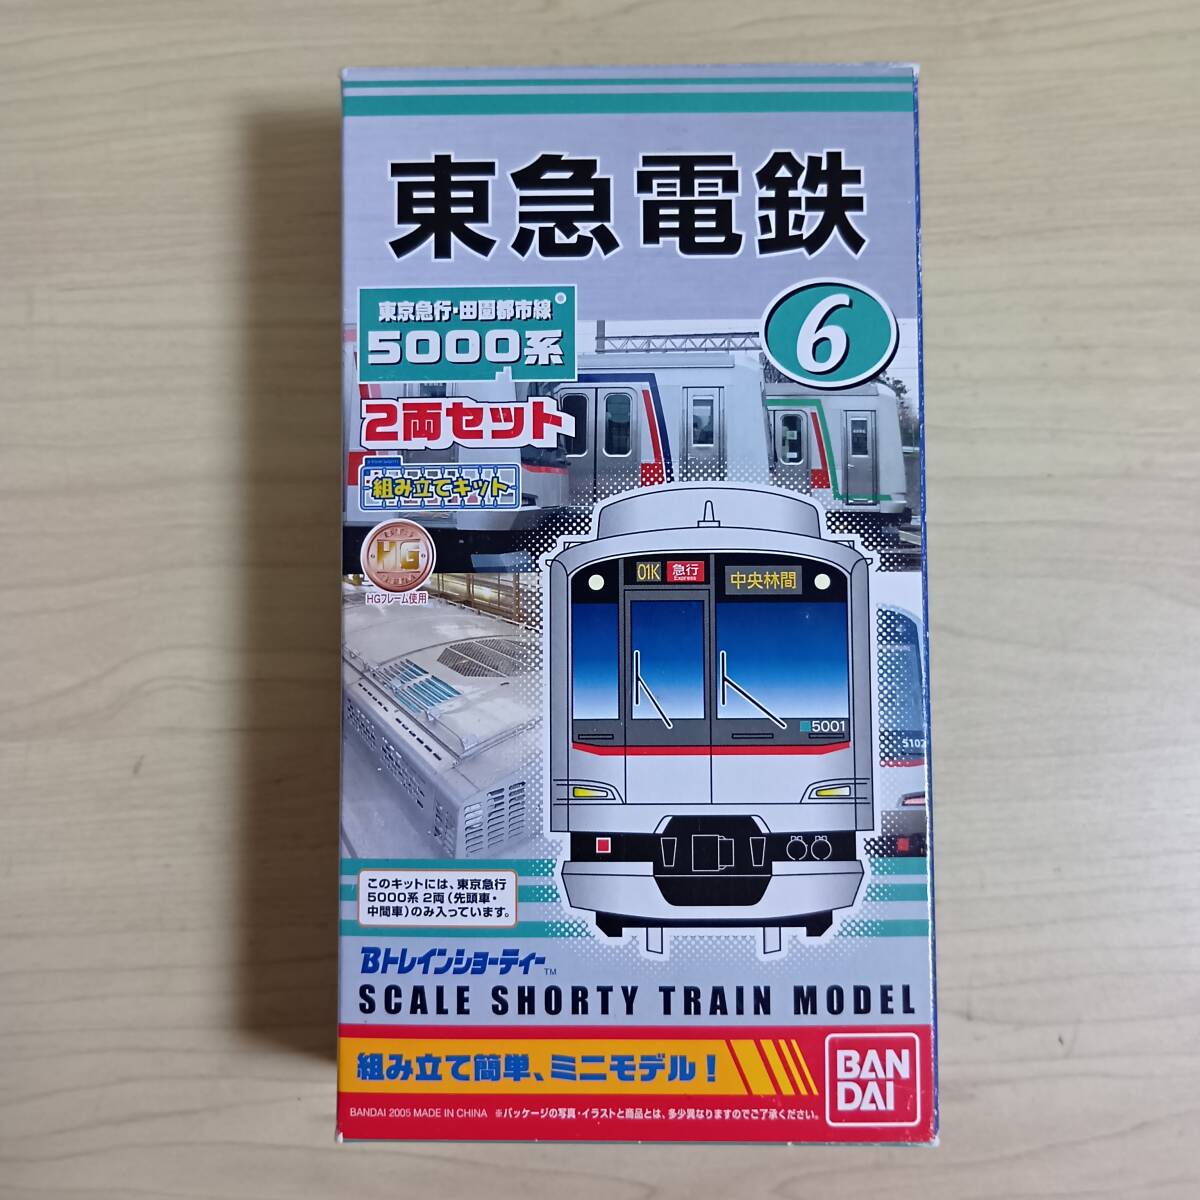 東急電鉄
東京急行・田園都市線
5000系
6
2両セット
組み立てキット
HG
HGフレーム使用
01K 急行 中央林間
Express
5001
5102
このキットには、東京急行
5000系 2両(先頭車・
中間車)のみ入っています。
Bトレインショーティー™
SCALE SHORTY TRAIN MODEL
組み立て簡単、ミニモデル!
BAN
DAI
BANDAI 2005 MADE IN CHINA ※パッケージの写真・イラストと商品とは、多少異なりますのでご了承ください。